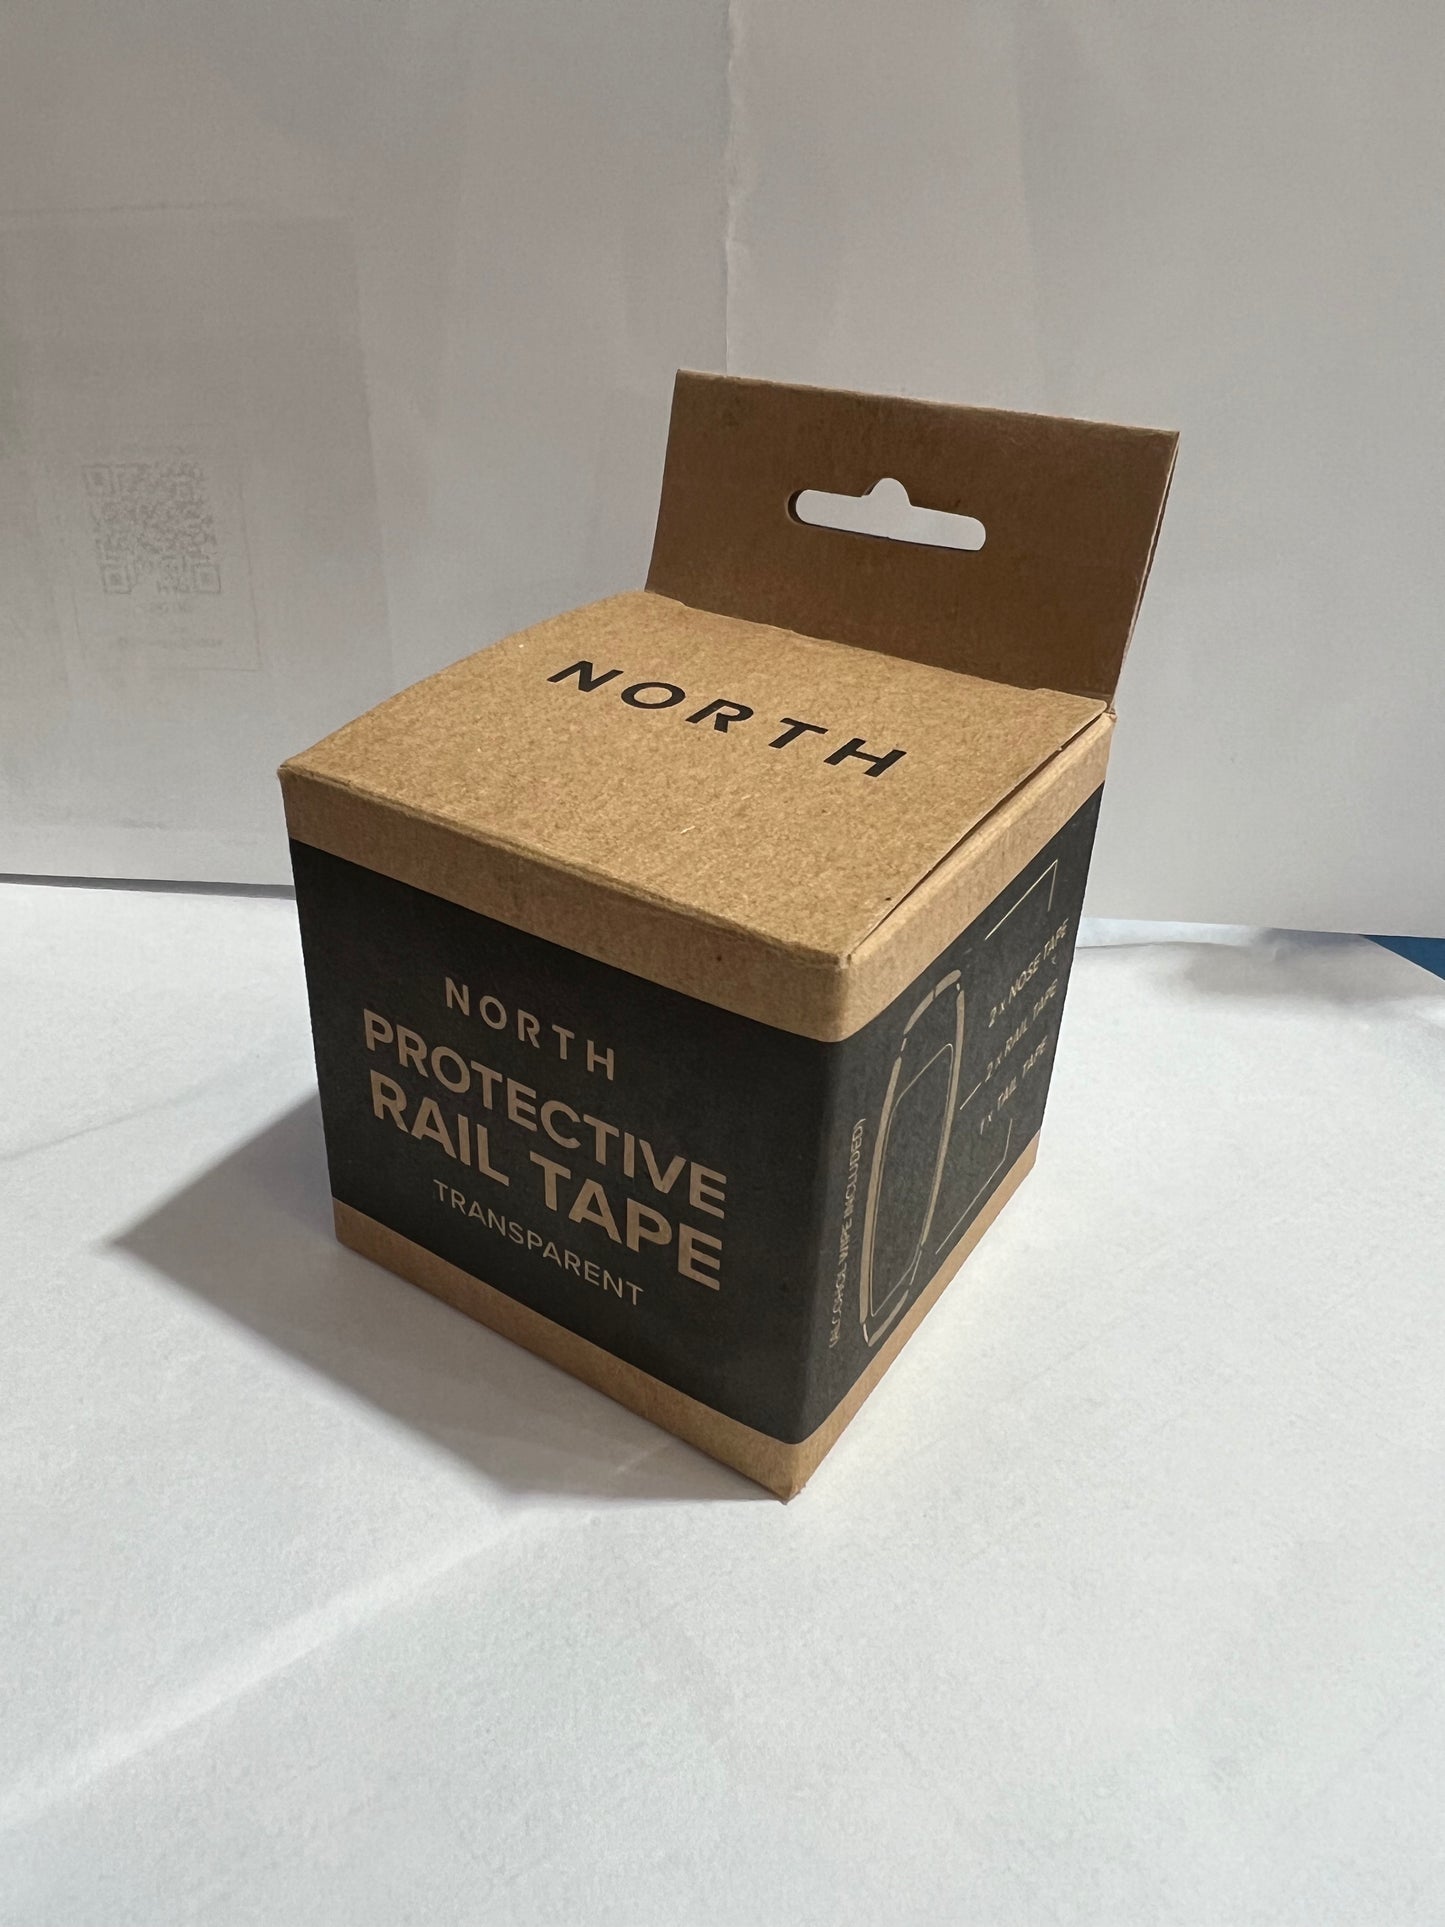 NORTH
NORTH
PROTECTIVE
RAIL TAPE
TRANSPARENT
2 x NOSE TAPE
2 x RAIL TAPE
1 x TAIL TAPE
(ALCOHOL WIPE INCLUDED)